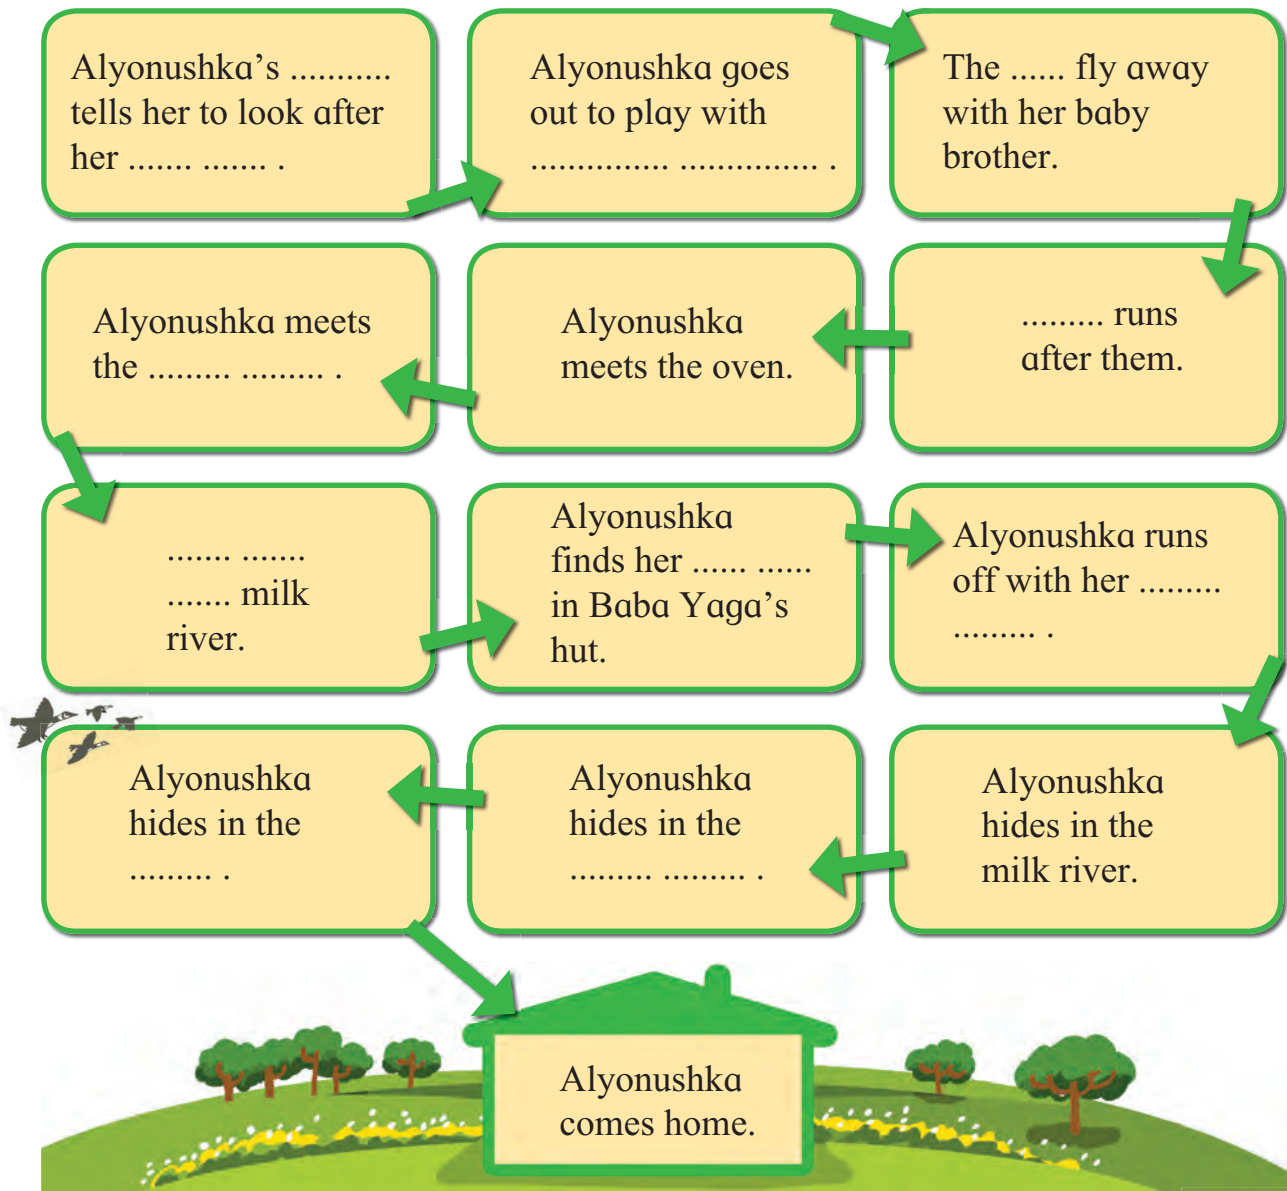 Alyonushka's ...........
tells her to look after
her ....... ....... .
Alyonushka goes
out to play with
............... ............... .
The ...... fly away
with her baby
brother.
......... runs
after them.
Alyonushka
meets the oven.
Alyonushka meets
the ......... ......... .
....... .......
....... milk
river.
Alyonushka
finds her ...... ......
in Baba Yaga's
hut.
Alyonushka runs
off with her .........
......... .
Alyonushka
hides in the
milk river.
Alyonushka
hides in the
......... ......... .
Alyonushka
hides in the
......... .
Alyonushka
comes home.